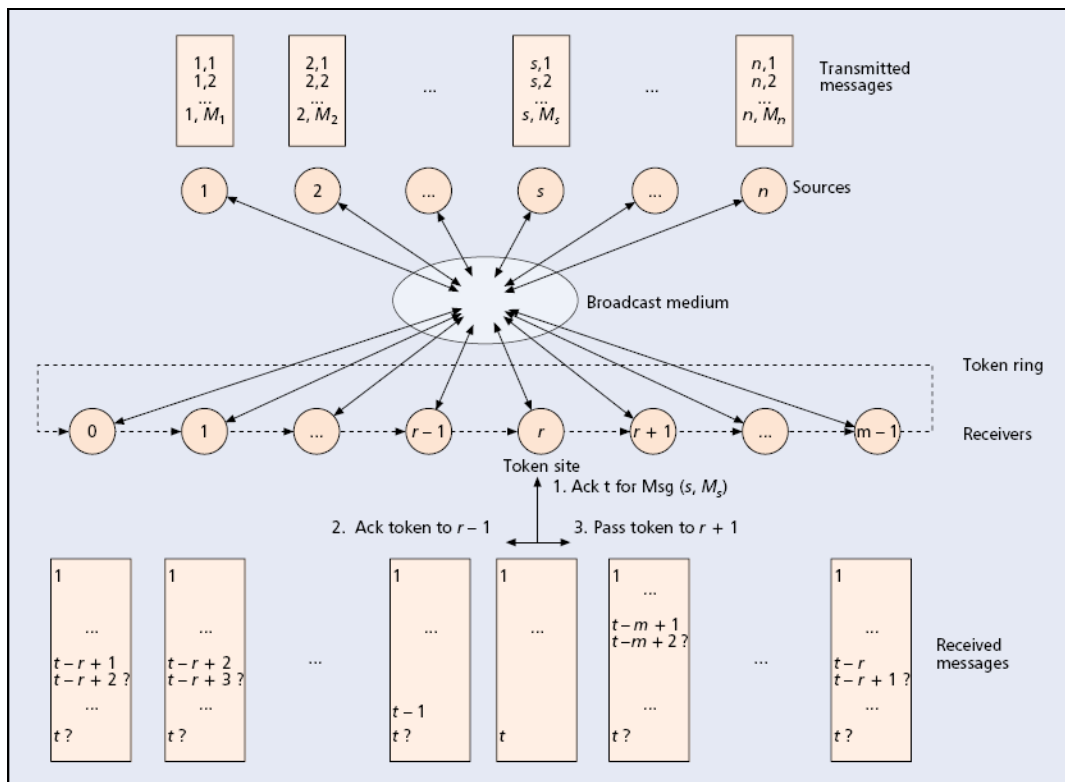 1,1
1,2
...
1, M1
2,1
2,2
...
2, M2
...
s,1
s,2
...
s, Ms
...
n,1
n,2
...
n, Mn
Transmitted
messages
1
2
...
s
...
n
Sources
Broadcast medium
Token ring
0
1
...
r – 1
r
r + 1
...
m – 1
Receivers
Token site
1. Ack t for Msg (s, Ms)
2. Ack token to r – 1
3. Pass token to r + 1
1
...
t – r + 1
t – r + 2 ?
...
t ?
1
...
t – r + 2
t – r + 3 ?
...
t ?
...
1
...
t – 1
t ?
1
...
t
1
...
t – m + 1
t – m + 2 ?
...
t ?
...
1
...
t – r
t – r + 1 ?
...
t ?
Received
messages